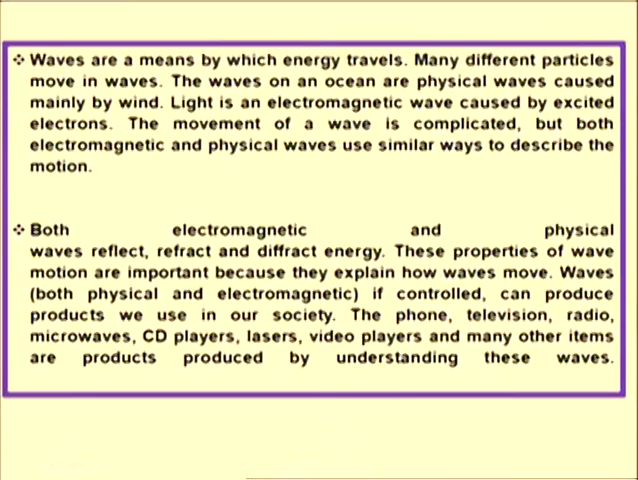 ❖ Waves are a means by which energy travels. Many different particles
move in waves. The waves on an ocean are physical waves caused
mainly by wind. Light is an electromagnetic wave caused by excited
electrons. The movement of a wave is complicated, but both
electromagnetic and physical waves use similar ways to describe the
motion.
❖ Both electromagnetic and physical
waves reflect, refract and diffract energy. These properties of wave
motion are important because they explain how waves move. Waves
(both physical and electromagnetic) if controlled, can produce
products we use in our society. The phone, television, radio,
microwaves, CD players, lasers, video players and many other items
are products produced by understanding these waves.